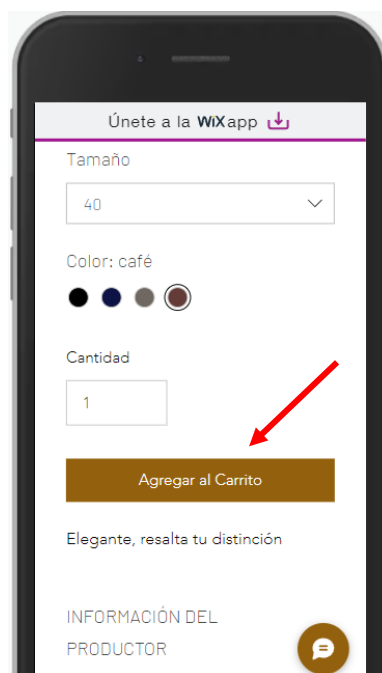 Únete a la WiXapp
Tamaño
40
Color: café
Cantidad
1
Agregar al Carrito
Elegante, resalta tu distinción
INFORMACIÓN DEL
PRODUCTOR